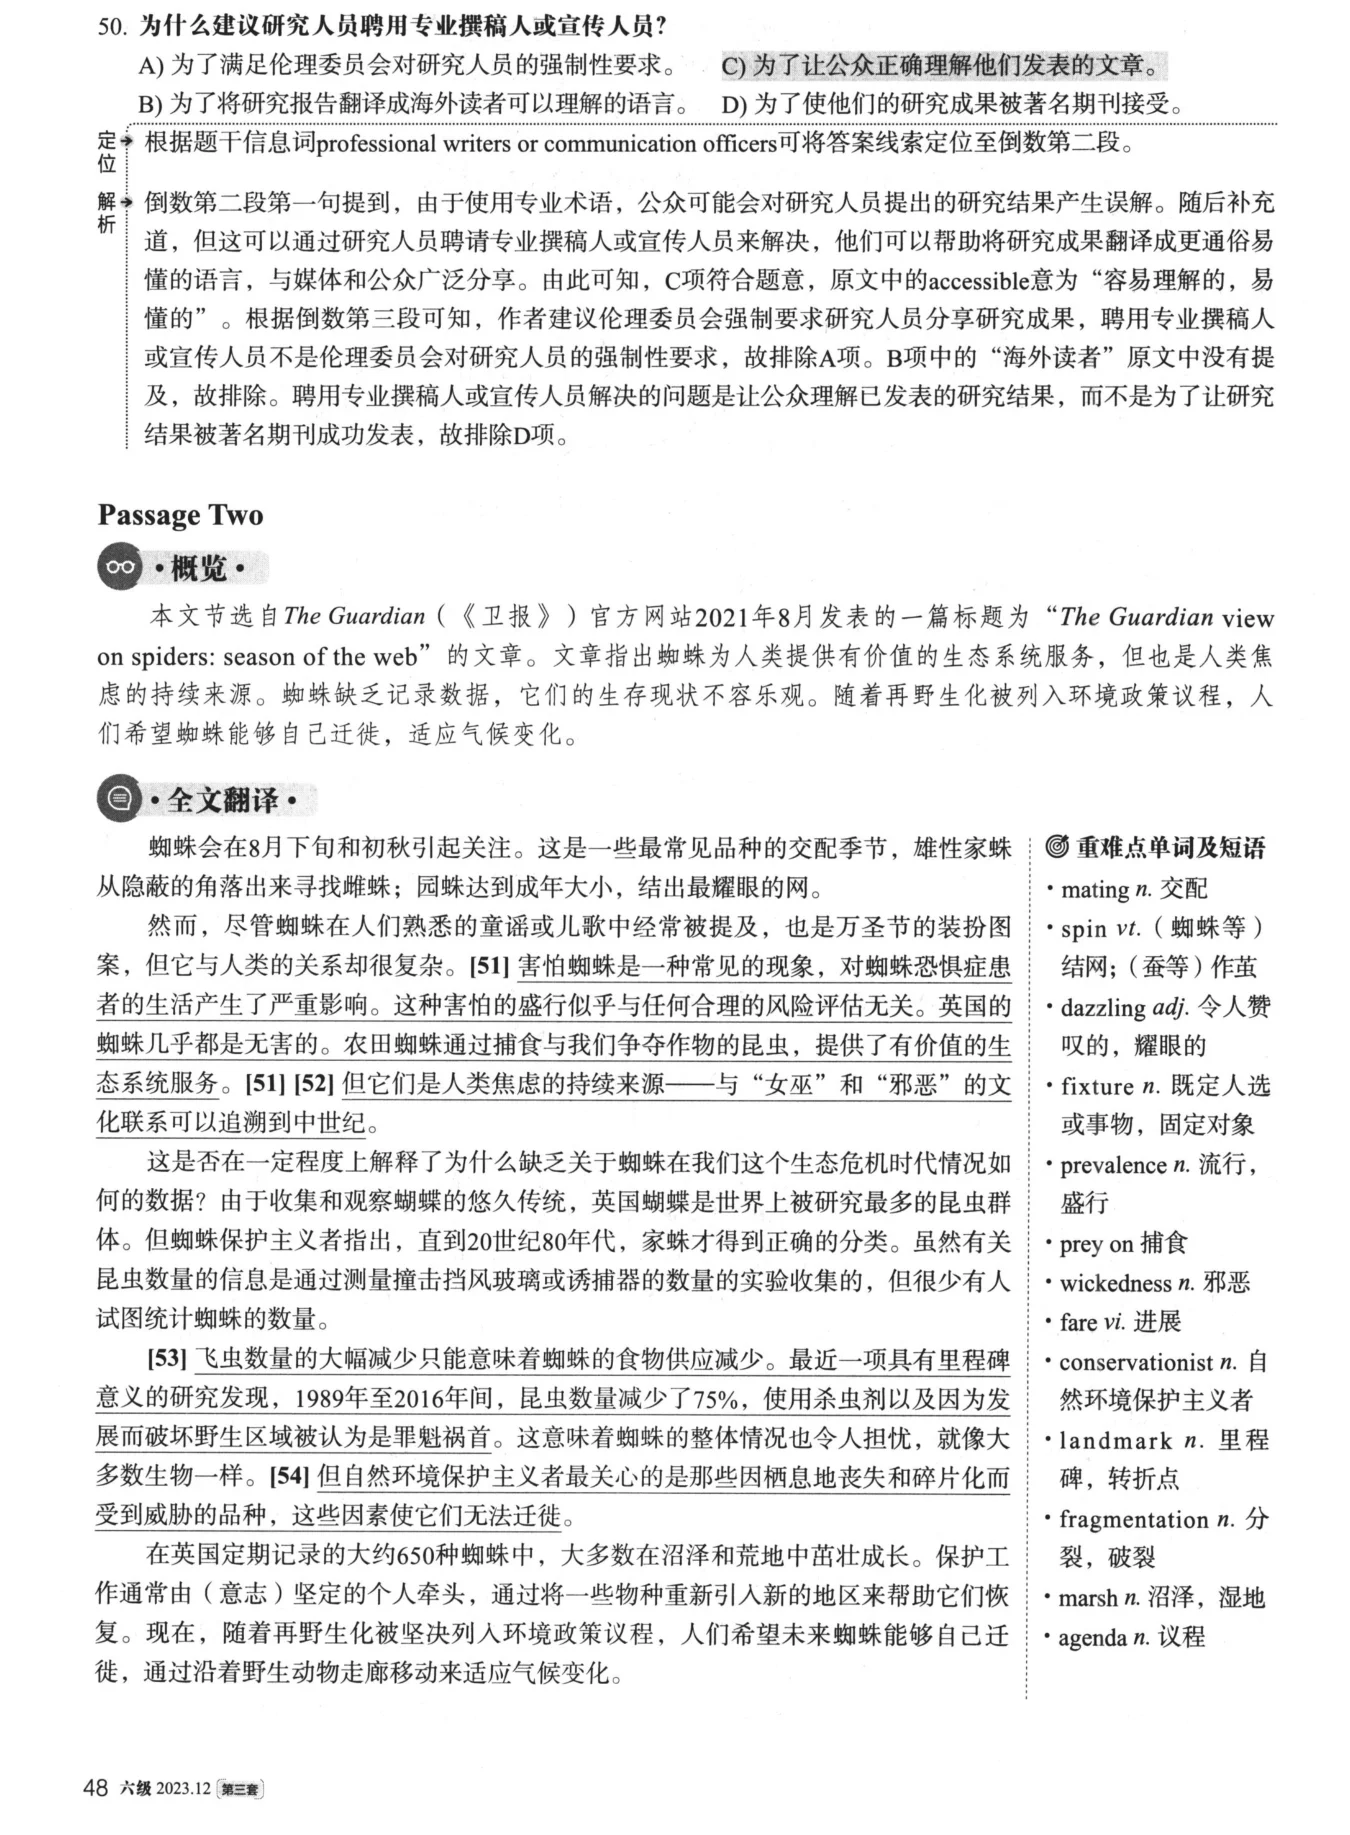 50. 为什么建议研究人员聘用专业撰稿人或宣传人员？
A) 为了满足伦理委员会对研究人员的强制性要求。 C) 为了让公众正确理解他们发表的文章。
B) 为了将研究报告翻译成海外读者可以理解的语言。 D) 为了使他们的研究成果被著名期刊接受。
定位 根据题干信息词professional writers or communication officers可将答案线索定位至倒数第二段。
解析 倒数第二段第一句提到，由于使用专业术语，公众可能会对研究人员提出的研究结果产生误解。随后补充
道，但这可以通过研究人员聘请专业撰稿人或宣传人员来解决，他们可以帮助将研究成果翻译成更通俗易
懂的语言，与媒体和公众广泛分享。由此可知，C项符合题意，原文中的accessible意为“容易理解的，易
懂的”。根据倒数第三段可知，作者建议伦理委员会强制要求研究人员分享研究成果，聘用专业撰稿人
或宣传人员不是伦理委员会对研究人员的强制性要求，故排除A项。B项中的“海外读者”原文中没有提
及，故排除。聘用专业撰稿人或宣传人员解决的问题是让公众理解已发表的研究结果，而不是为了让研究
结果被著名期刊成功发表，故排除D项。
Passage Two
·概览·
本文节选自The Guardian（《卫报》）官方网站2021年8月发表的一篇标题为“The Guardian view
on spiders: season of the web”的文章。文章指出蜘蛛为人类提供有价值的生态系统服务，但也是人类焦
虑的持续来源。蜘蛛缺乏记录数据，它们的生存现状不容乐观。随着再野生化被列入环境政策议程，人
们希望蜘蛛能够自己迁徙，适应气候变化。
·全文翻译·
蜘蛛会在8月下旬和初秋引起关注。这是一些最常见品种的交配季节，雄性家蛛
从隐蔽的角落出来寻找雌蛛；园蛛达到成年大小，结出最耀眼的网。
然而，尽管蜘蛛在人们熟悉的童谣或儿歌中经常被提及，也是万圣节的装扮图
案，但它与人类的关系却很复杂。[51] 害怕蜘蛛是一种常见的现象，对蜘蛛恐惧症患
者的生活产生了严重影响。这种害怕的盛行似乎与任何合理的风险评估无关。英国的
蜘蛛几乎都是无害的。农田蜘蛛通过捕食与我们争夺作物的昆虫，提供了有价值的生
态系统服务。[51] [52] 但它们是人类焦虑的持续来源——与“女巫”和“邪恶”的文
化联系可以追溯到中世纪。
这是否在一定程度上解释了为什么缺乏关于蜘蛛在我们这个生态危机时代情况如
何的数据？由于收集和观察蝴蝶的悠久传统，英国蝴蝶是世界上被研究最多的昆虫群
体。但蜘蛛保护主义者指出，直到20世纪80年代，家蛛才得到正确的分类。虽然有关
昆虫数量的信息是通过测量撞击挡风玻璃或诱捕器的数量的实验收集的，但很少有人
试图统计蜘蛛的数量。
[53] 飞虫数量的大幅减少只能意味着蜘蛛的食物供应减少。最近一项具有里程碑
意义的研究发现，1989年至2016年间，昆虫数量减少了75%，使用杀虫剂以及因为发
展而破坏野生区域被认为是罪魁祸首。这意味着蜘蛛的整体情况也令人担忧，就像大
多数生物一样。[54] 但自然环境保护主义者最关心的是那些因栖息地丧失和碎片化而
受到威胁的品种，这些因素使它们无法迁徙。
在英国定期记录的大约650种蜘蛛中，大多数在沼泽和荒地中茁壮成长。保护工
作通常由（意志）坚定的个人牵头，通过将一些物种重新引入新的地区来帮助它们恢
复。现在，随着再野生化被坚决列入环境政策议程，人们希望未来蜘蛛能够自己迁
徙，通过沿着野生动物走廊移动来适应气候变化。
重难点单词及短语
· mating n. 交配
· spin vt.（蜘蛛等）
结网；（蚕等）作茧
· dazzling adj. 令人赞
叹的，耀眼的
· fixture n. 既定人选
或事物，固定对象
· prevalence n. 流行，
盛行
· prey on 捕食
· wickedness n. 邪恶
· fare vi. 进展
· conservationist n. 自
然环境保护主义者
· landmark n. 里程
碑，转折点
· fragmentation n. 分
裂，破裂
· marsh n. 沼泽，湿地
· agenda n. 议程
48 六级 2023.12 第三套